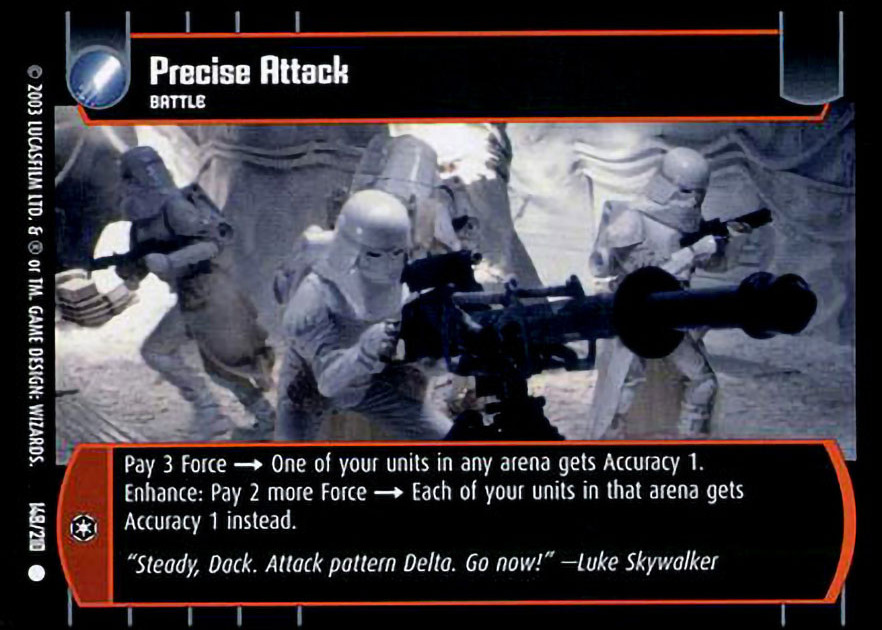 Precise Attack
BATTLE
© 2003 LUCASFILM LTD. & ® or TM. GAME DESIGN: WIZARDS.
148/210
Pay 3 Force → One of your units in any arena gets Accuracy 1.
Enhance: Pay 2 more Force → Each of your units in that arena gets
Accuracy 1 instead.
“Steady, Dack. Attack pattern Delta. Go now!” —Luke Skywalker